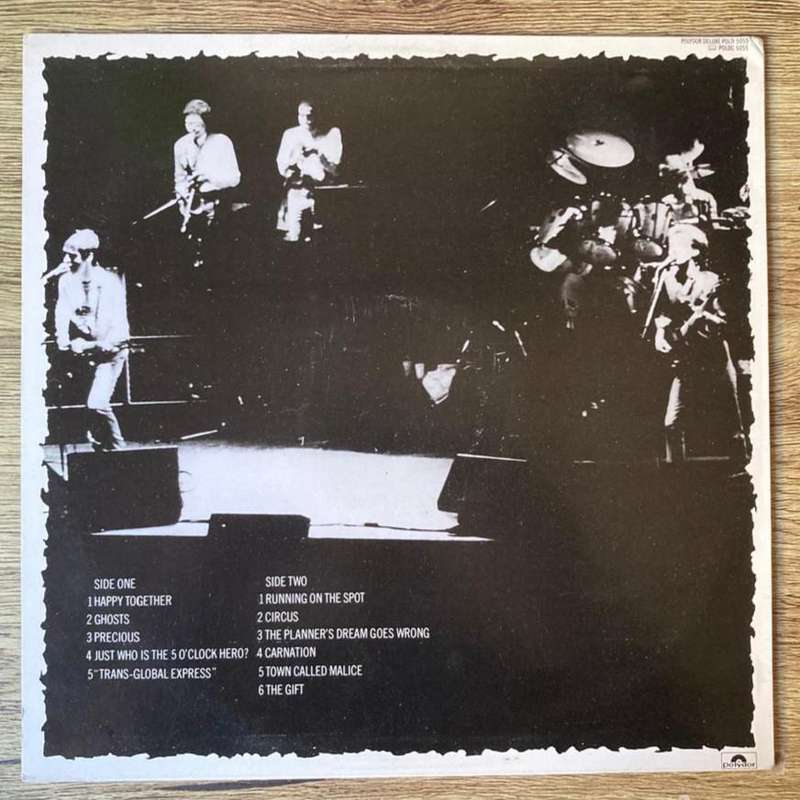 POLYDOR DELUXE POLD 5055
POLDC 5055
SIDE ONE
1 HAPPY TOGETHER
2 GHOSTS
3 PRECIOUS
4 JUST WHO IS THE 5 O'CLOCK HERO?
5 "TRANS-GLOBAL EXPRESS"
SIDE TWO
1 RUNNING ON THE SPOT
2 CIRCUS
3 THE PLANNER'S DREAM GOES WRONG
4 CARNATION
5 TOWN CALLED MALICE
6 THE GIFT
polydor